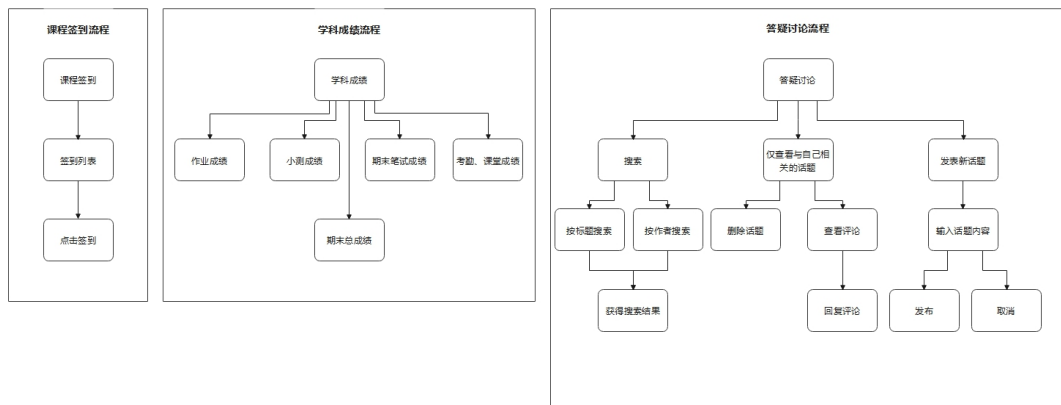 课程签到流程
课程签到
签到列表
点击签到
学科成绩流程
学科成绩
作业成绩
小测成绩
期末笔试成绩
考勤、课堂成绩
期末总成绩
答疑讨论流程
答疑讨论
搜索
仅查看与自己相
关的话题
发表新话题
按标题搜索
按作者搜索
删除话题
查看评论
输入话题内容
获得搜索结果
回复评论
发布
取消